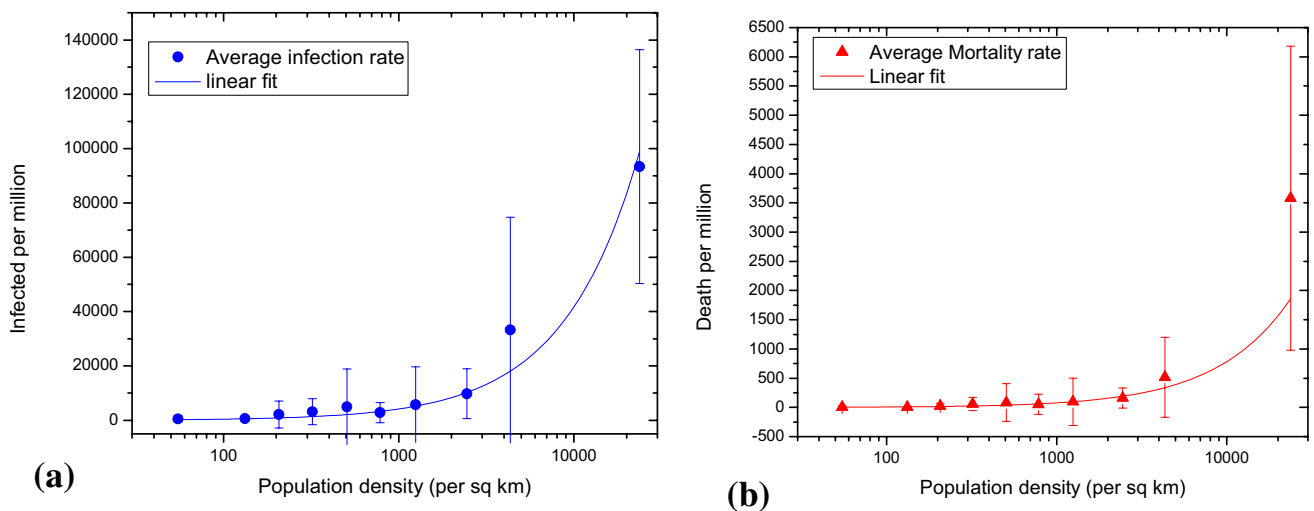 140000
120000
100000
80000
60000
40000
20000
0
Infected per million
Average infection rate
linear fit
100
1000
10000
Population density (per sq km)
(a)
6500
6000
5500
5000
4500
4000
3500
3000
2500
2000
1500
1000
500
0
-500
Death per million
Average Mortality rate
Linear fit
100
1000
10000
Population density (per sq km)
(b)